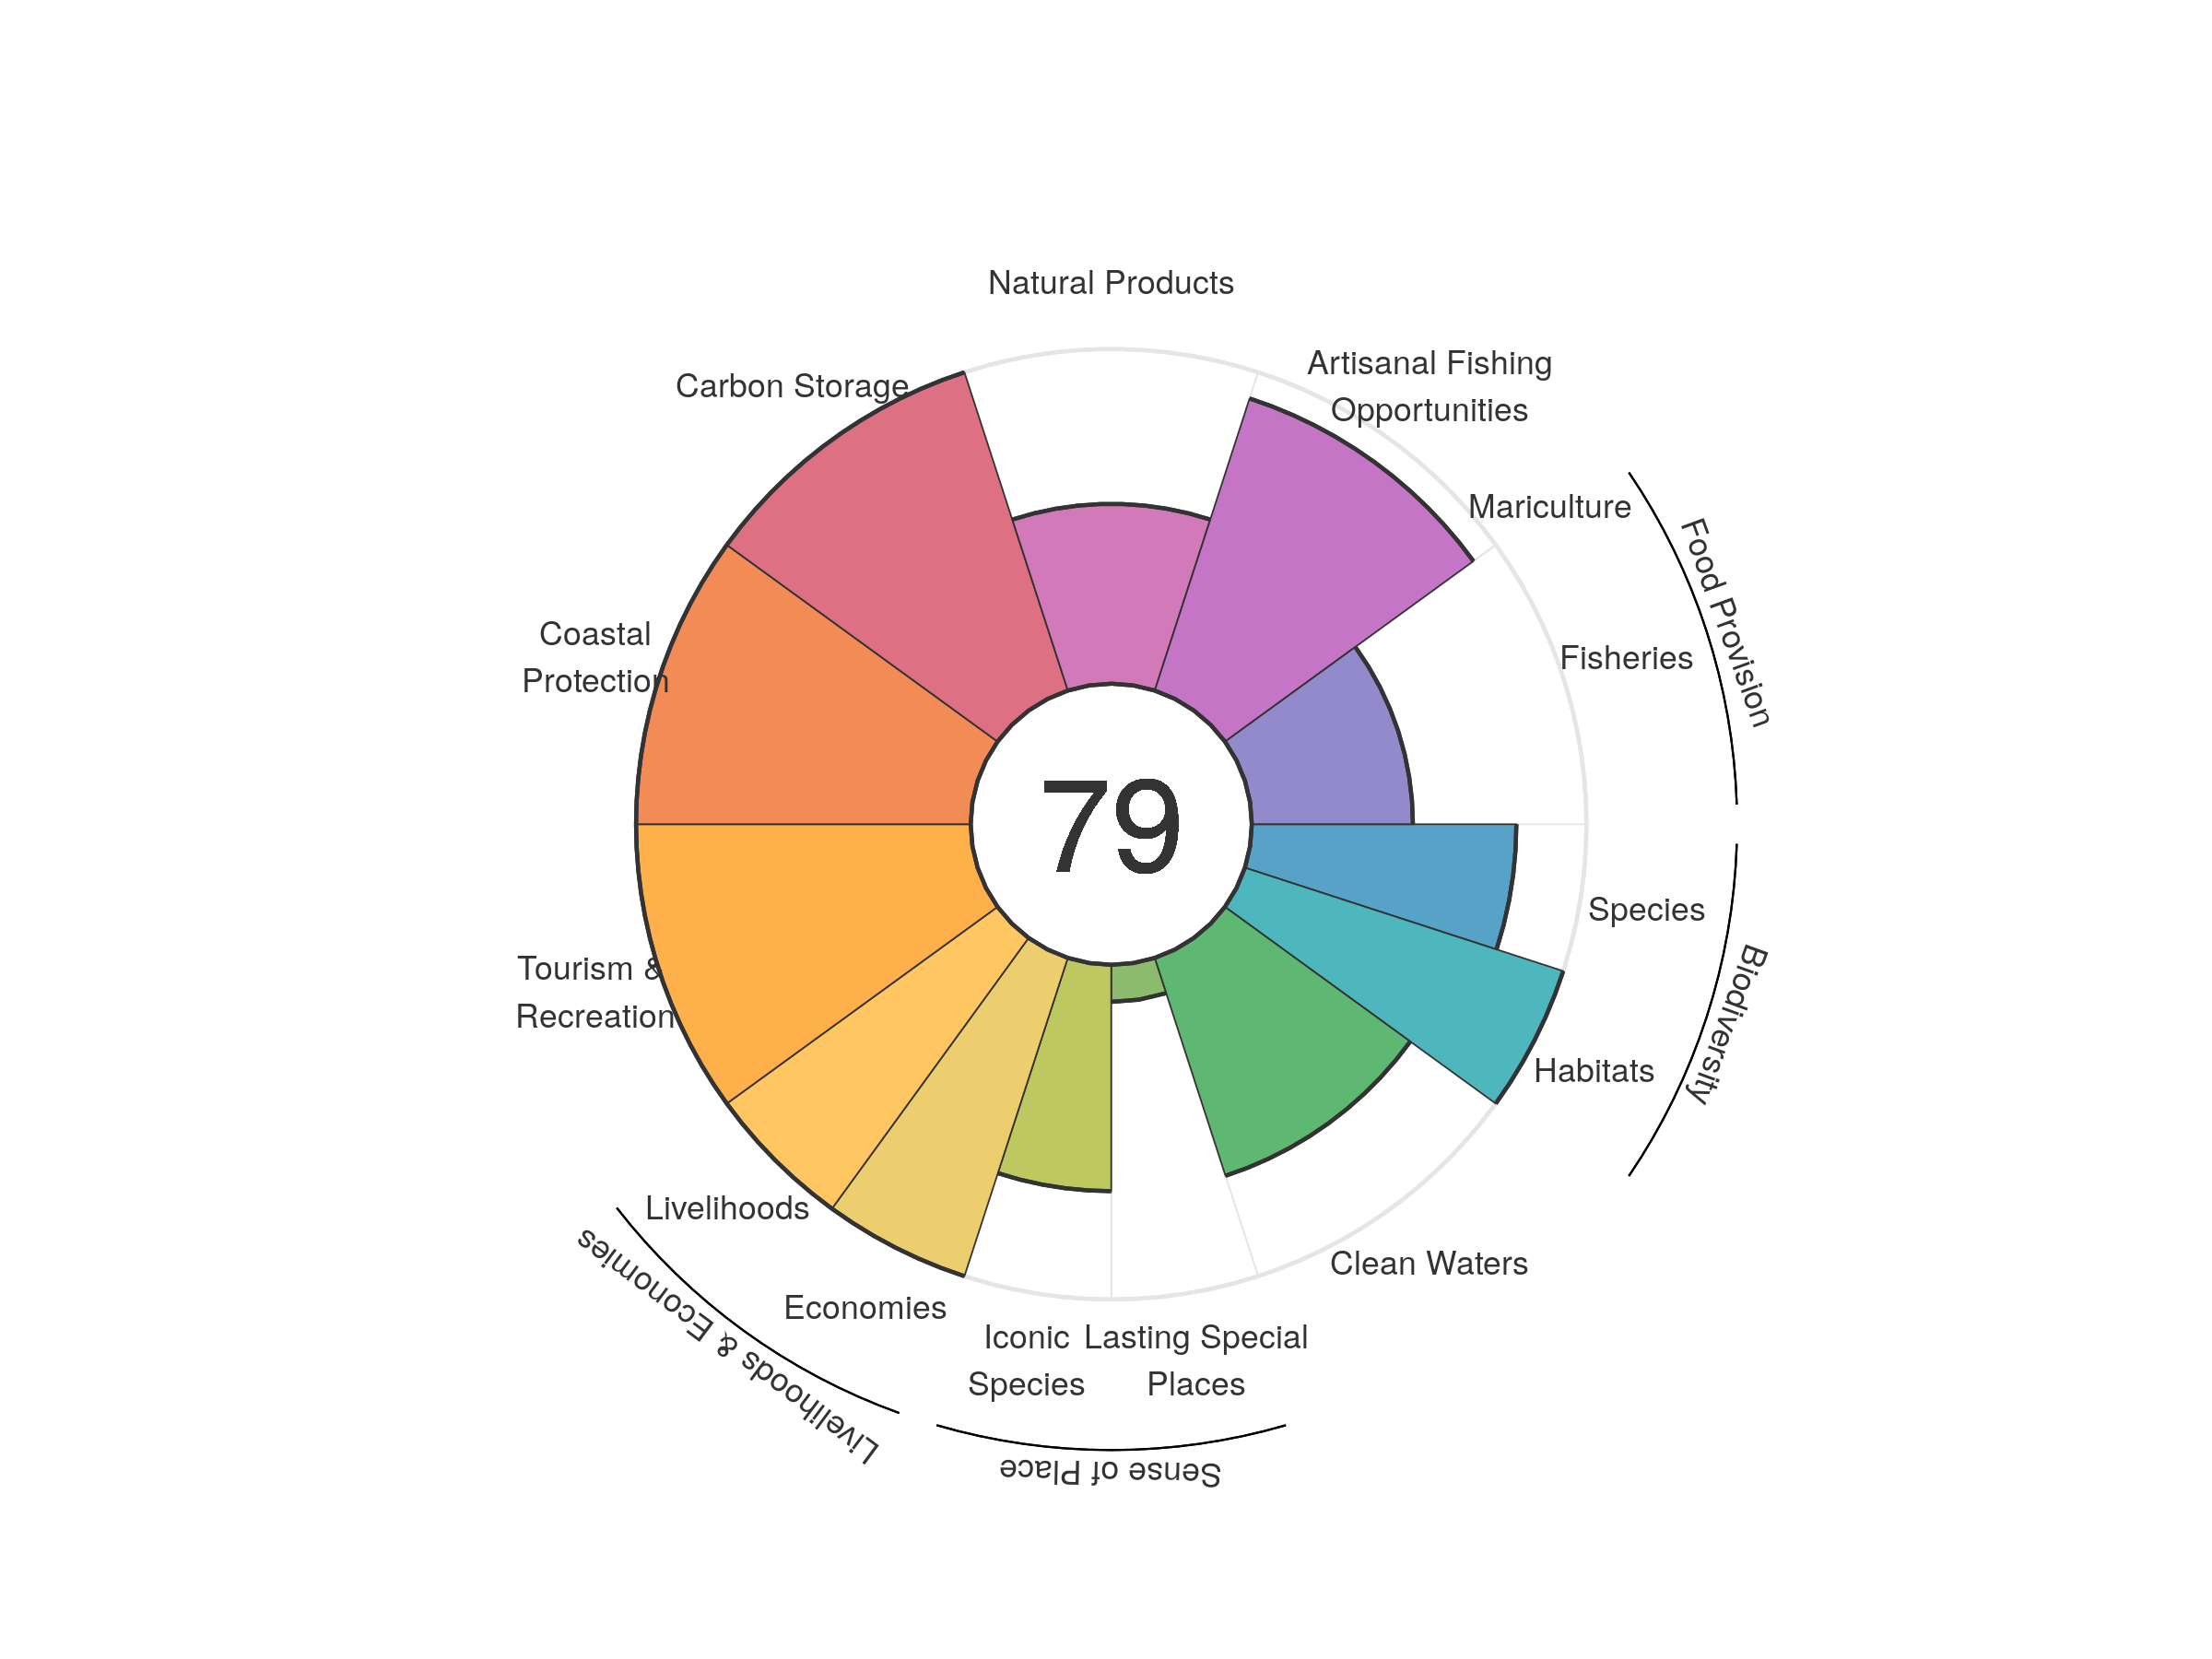 Natural Products
Artisanal Fishing
Opportunities
Carbon Storage
Mariculture
Food Provision
Coastal
Protection
Fisheries
79
Species
Tourism &
Recreation
Biodiversity
Habitats
Livelihoods
Clean Waters
Economies
Livelihoods & Economies
Iconic
Species
Lasting Special
Places
Sense of Place